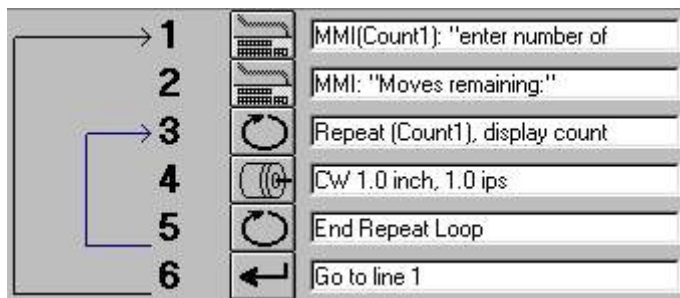 1 MMI(Count1): "enter number of
2 MMI: "Moves remaining:"
3 Repeat (Count1), display count
4 CW 1.0 inch, 1.0 ips
5 End Repeat Loop
6 Go to line 1